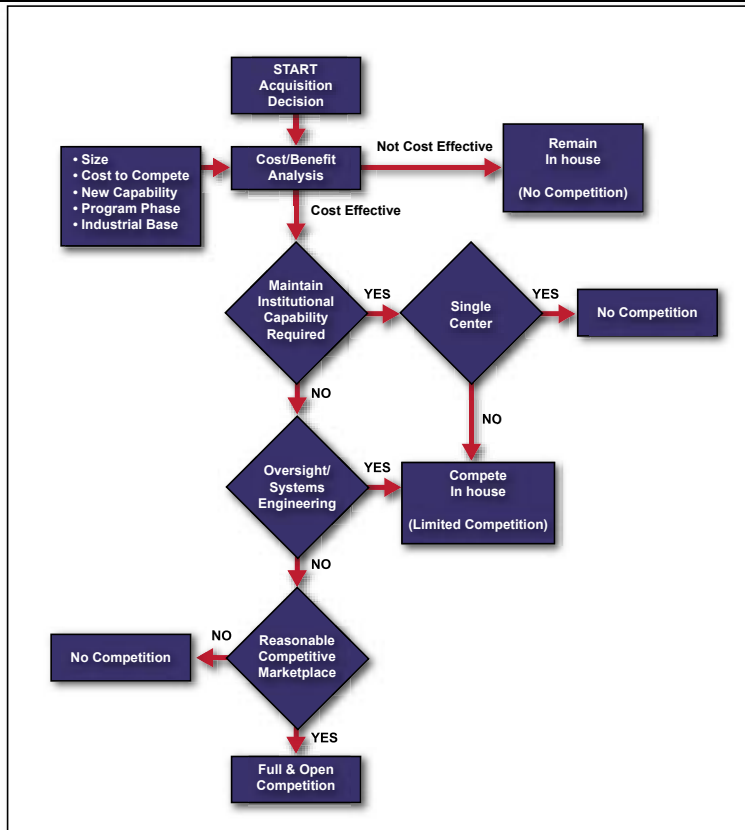 START
Acquisition
Decision
Not Cost Effective
Remain
In house
(No Competition)
• Size
• Cost to Compete
• New Capability
• Program Phase
• Industrial Base
Cost/Benefit
Analysis
Cost Effective
Maintain
Institutional
Capability
Required
YES
Single
Center
YES
No Competition
NO
NO
Oversight/
Systems
Engineering
YES
Compete
In house
(Limited Competition)
NO
No Competition
NO
Reasonable
Competitive
Marketplace
YES
Full & Open
Competition